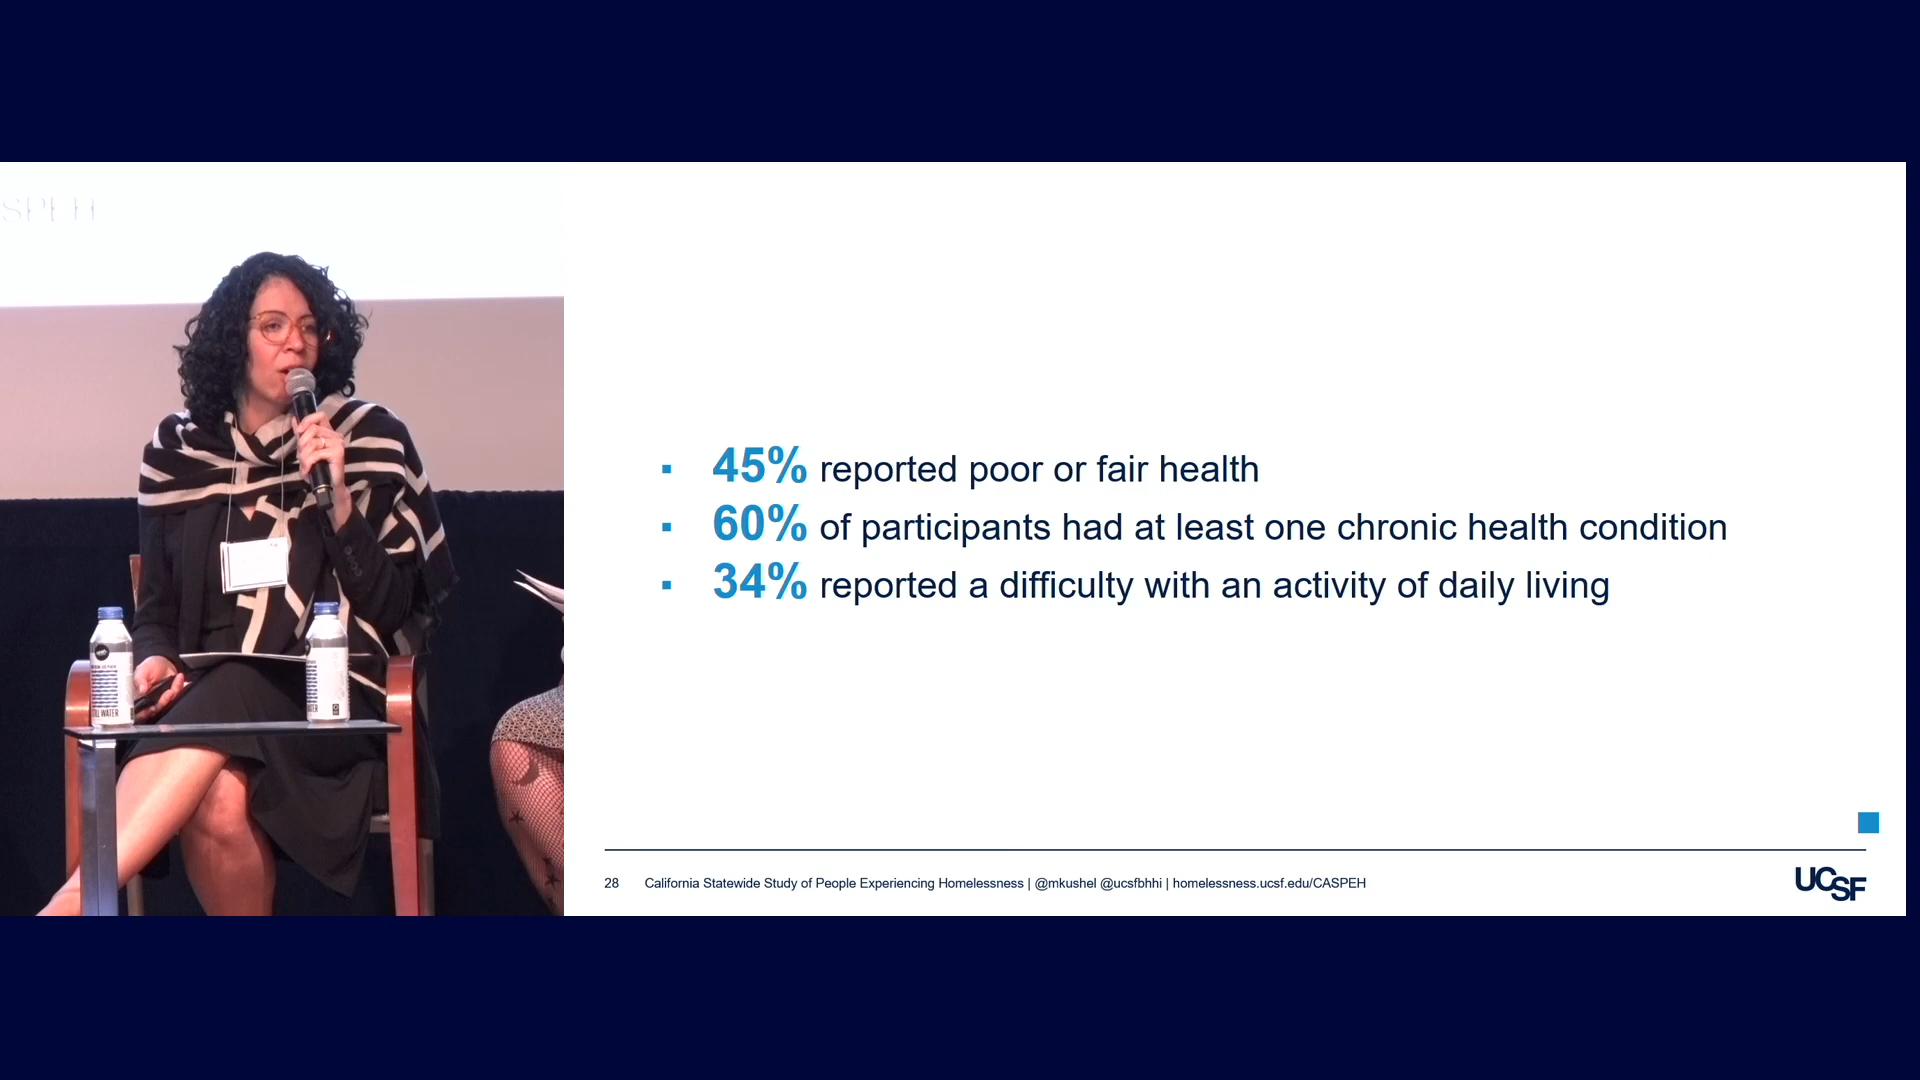 SPEH
45% reported poor or fair health
60% of participants had at least one chronic health condition
34% reported a difficulty with an activity of daily living
WATER
28 California Statewide Study of People Experiencing Homelessness | @mkushel @ucsfbhhi | homelessness.ucsf.edu/CASPEH
UCSF